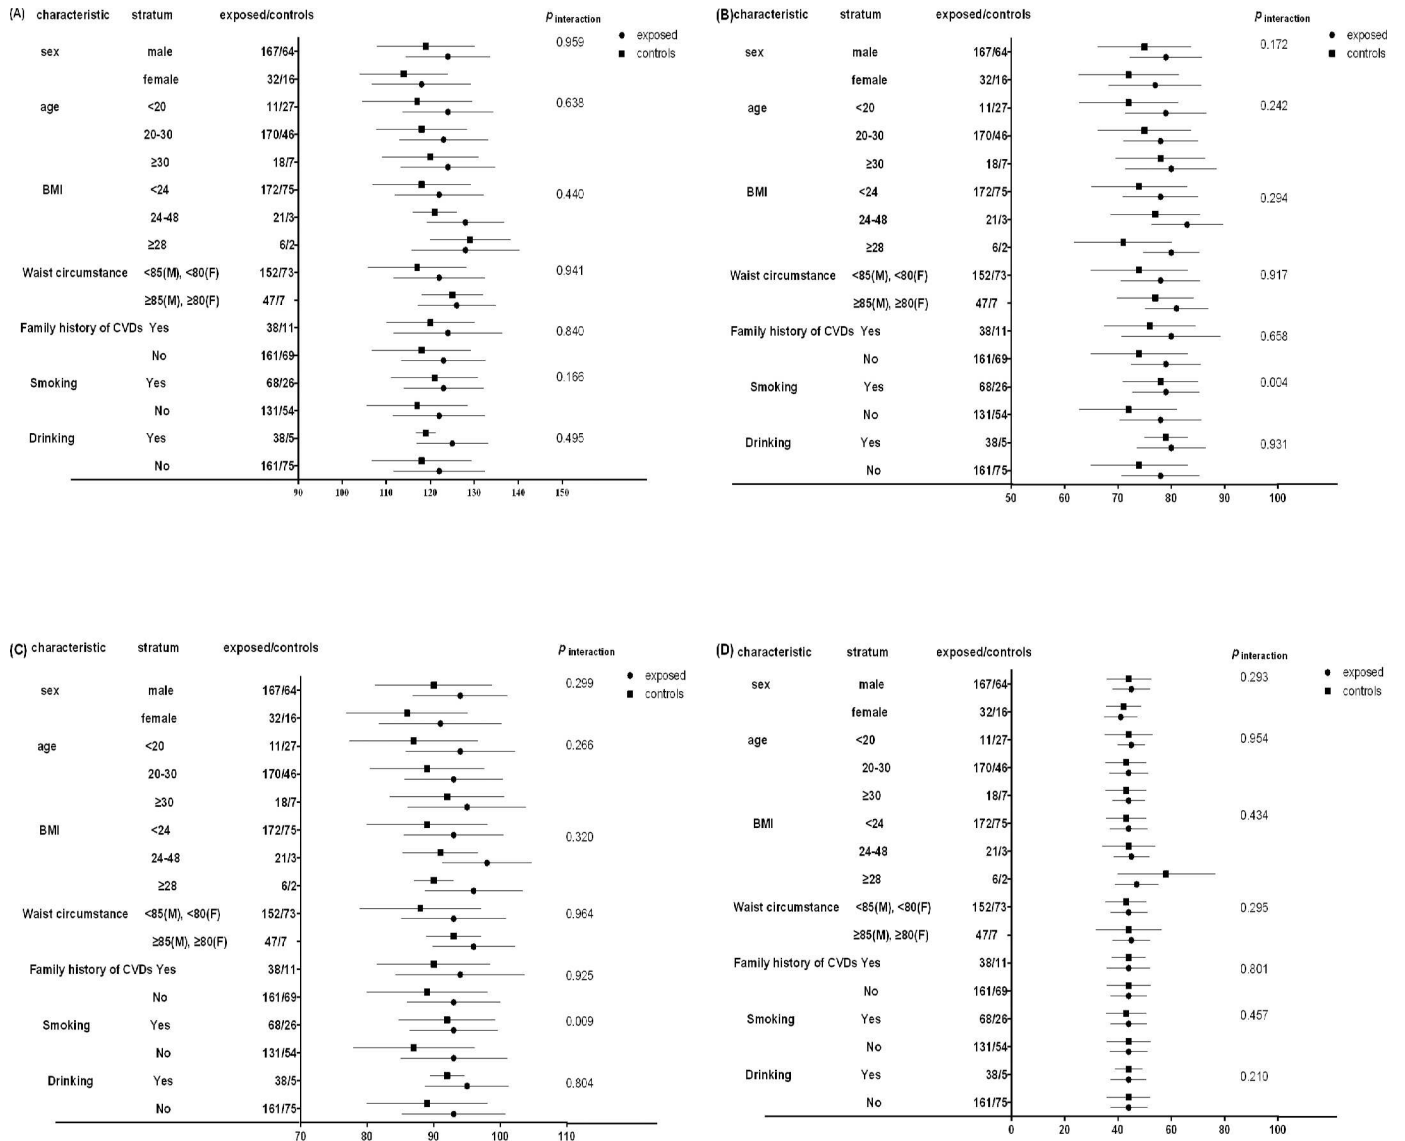 (A) characteristic stratum exposed/controls p interaction
exposed
controls
sex male 167/64 0.959
female 32/16
age <20 11/27 0.638
20-30 170/46
≥30 18/7
BMI <24 172/75 0.440
24-48 21/3
≥28 6/2
Waist circumstance <85(M), <80(F) 152/73 0.941
≥85(M), ≥80(F) 47/7
Family history of CVDs Yes 38/11 0.840
No 161/69
Smoking Yes 68/26 0.166
No 131/54
Drinking Yes 38/5 0.495
No 161/75
90 100 110 120 130 140 150
(B) characteristic stratum exposed/controls p interaction
exposed
controls
sex male 167/64 0.172
female 32/16
age <20 11/27 0.242
20-30 170/46
≥30 18/7
BMI <24 172/75 0.294
24-48 21/3
≥28 6/2
Waist circumstance <85(M), <80(F) 152/73 0.917
≥85(M), ≥80(F) 47/7
Family history of CVDs Yes 38/11 0.658
No 161/69
Smoking Yes 68/26 0.004
No 131/54
Drinking Yes 38/5 0.931
No 161/75
50 60 70 80 90 100
(C) characteristic stratum exposed/controls p interaction
exposed
controls
sex male 167/64 0.299
female 32/16
age <20 11/27 0.266
20-30 170/46
≥30 18/7
BMI <24 172/75 0.320
24-48 21/3
≥28 6/2
Waist circumstance <85(M), <80(F) 152/73 0.964
≥85(M), ≥80(F) 47/7
Family history of CVDs Yes 38/11 0.925
No 161/69
Smoking Yes 68/26 0.009
No 131/54
Drinking Yes 38/5 0.804
No 161/75
70 80 90 100 110
(D) characteristic stratum exposed/controls p interaction
exposed
controls
sex male 167/64 0.293
female 32/16
age <20 11/27 0.954
20-30 170/46
≥30 18/7
BMI <24 172/75 0.434
24-48 21/3
≥28 6/2
Waist circumstance <85(M), <80(F) 152/73 0.295
≥85(M), ≥80(F) 47/7
Family history of CVDs Yes 38/11 0.801
No 161/69
Smoking Yes 68/26 0.457
No 131/54
Drinking Yes 38/5 0.210
No 161/75
0 20 40 60 80 100